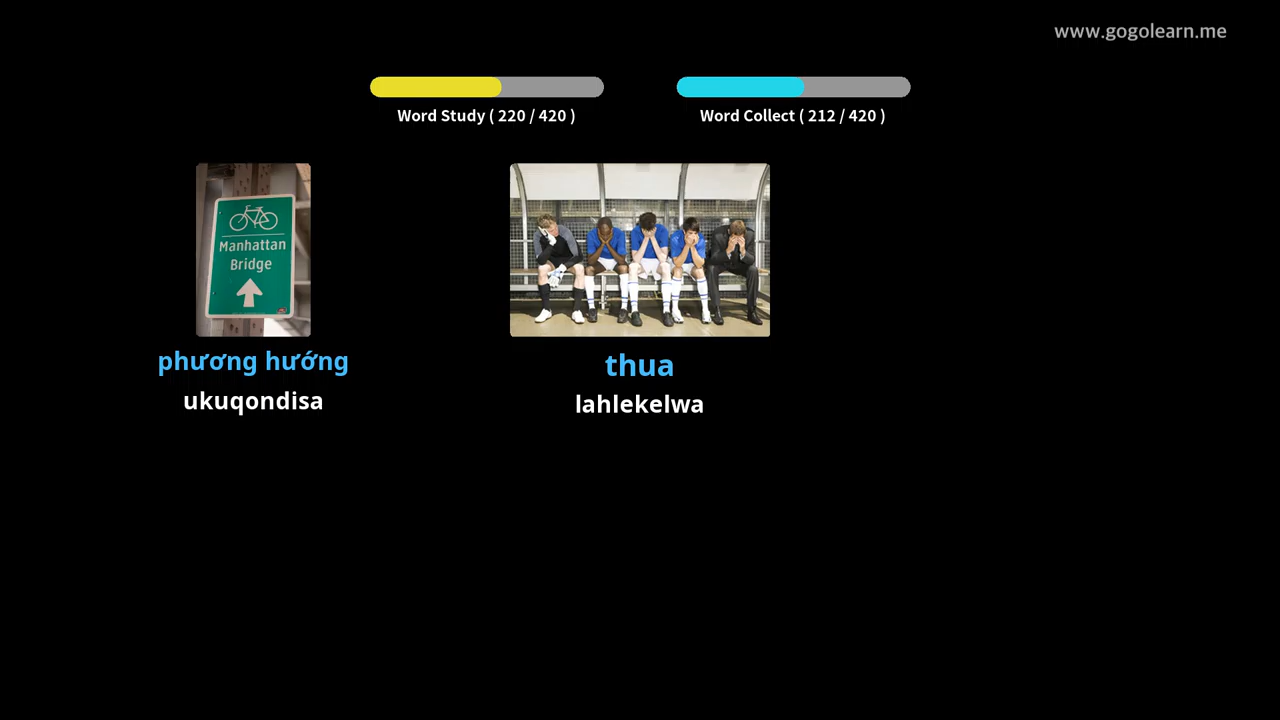 www.gogolearn.me
Word Study ( 220 / 420 )
Word Collect ( 212 / 420 )
Manhattan
Bridge
phương hướng
ukuqondisa
thua
lahlekelwa